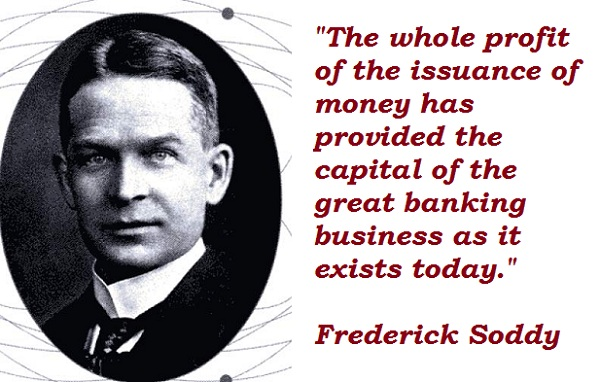 "The whole profit
of the issuance of
money has
provided the
capital of the
great banking
business as it
exists today."
Frederick Soddy